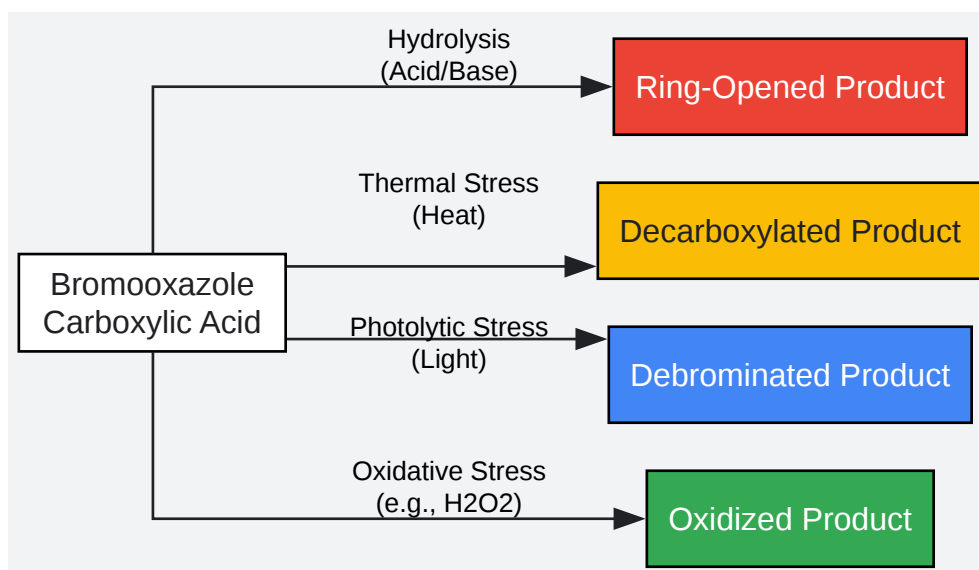 Hydrolysis
(Acid/Base)
Ring-Opened Product
Thermal Stress
(Heat)
Decarboxylated Product
Bromooxazole
Carboxylic Acid
Photolytic Stress
(Light)
Debrominated Product
Oxidative Stress
(e.g., H2O2)
Oxidized Product